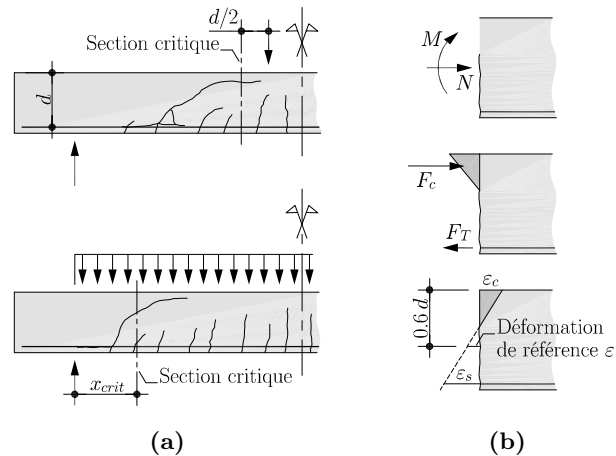 d/2
Section critique
d
x_crit
Section critique
(a)
M
N
F_c
F_T
ε_c
0.6 d
Déformation
de référence ε
ε_s
(b)